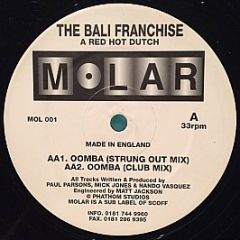 THE BALI FRANCHISE
A RED HOT DUTCH
MOLAR
MOL 001
A
33rpm
MADE IN ENGLAND
AA1. OOMBA (STRUNG OUT MIX)
AA2. OOMBA (CLUB MIX)
All Tracks Written & Produced by
PAUL PARSONS, MICK JONES & NANDO VASQUEZ
Engineered by MATT JACKSON
℗ PHATHOM STUDIOS
MOLAR IS A SUB LABEL OF SCOFF
INFO. 0181 744 9960
FAX. 0181 286 9395